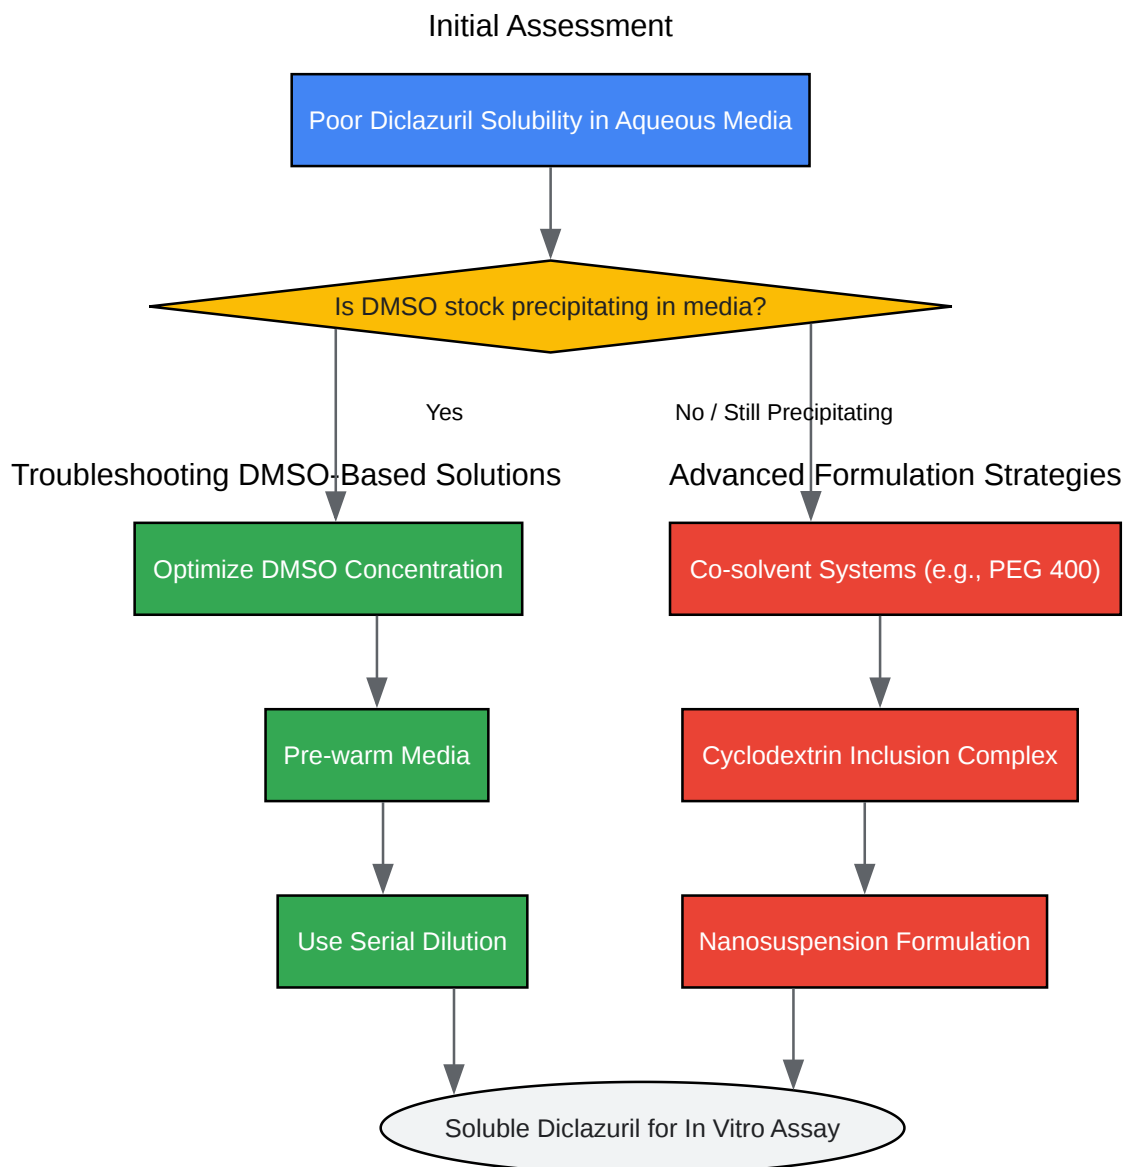 Initial Assessment
Poor Diclazuril Solubility in Aqueous Media
Is DMSO stock precipitating in media?
Yes
No / Still Precipitating
Troubleshooting DMSO-Based Solutions
Advanced Formulation Strategies
Optimize DMSO Concentration
Co-solvent Systems (e.g., PEG 400)
Pre-warm Media
Cyclodextrin Inclusion Complex
Use Serial Dilution
Nanosuspension Formulation
Soluble Diclazuril for In Vitro Assay